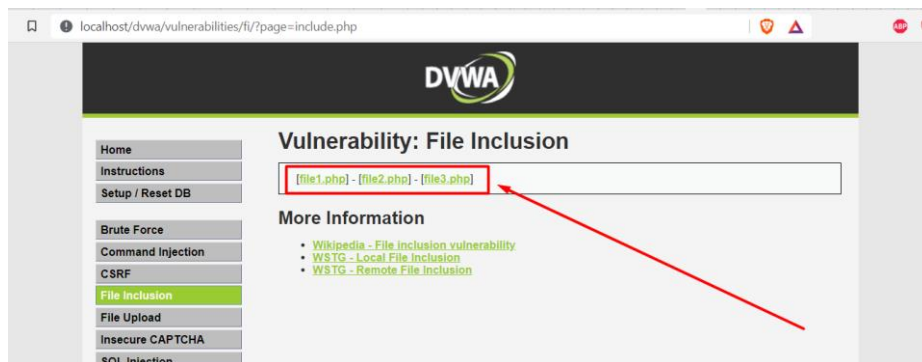 localhost/dvwa/vulnerabilities/fi/?page=include.php
ABP
DVWA
Home
Instructions
Setup / Reset DB
Brute Force
Command Injection
CSRF
File Inclusion
File Upload
Insecure CAPTCHA
SQL Injection
Vulnerability: File Inclusion
[file1.php] - [file2.php] - [file3.php]
More Information
Wikipedia - File inclusion vulnerability
WSTG - Local File Inclusion
WSTG - Remote File Inclusion